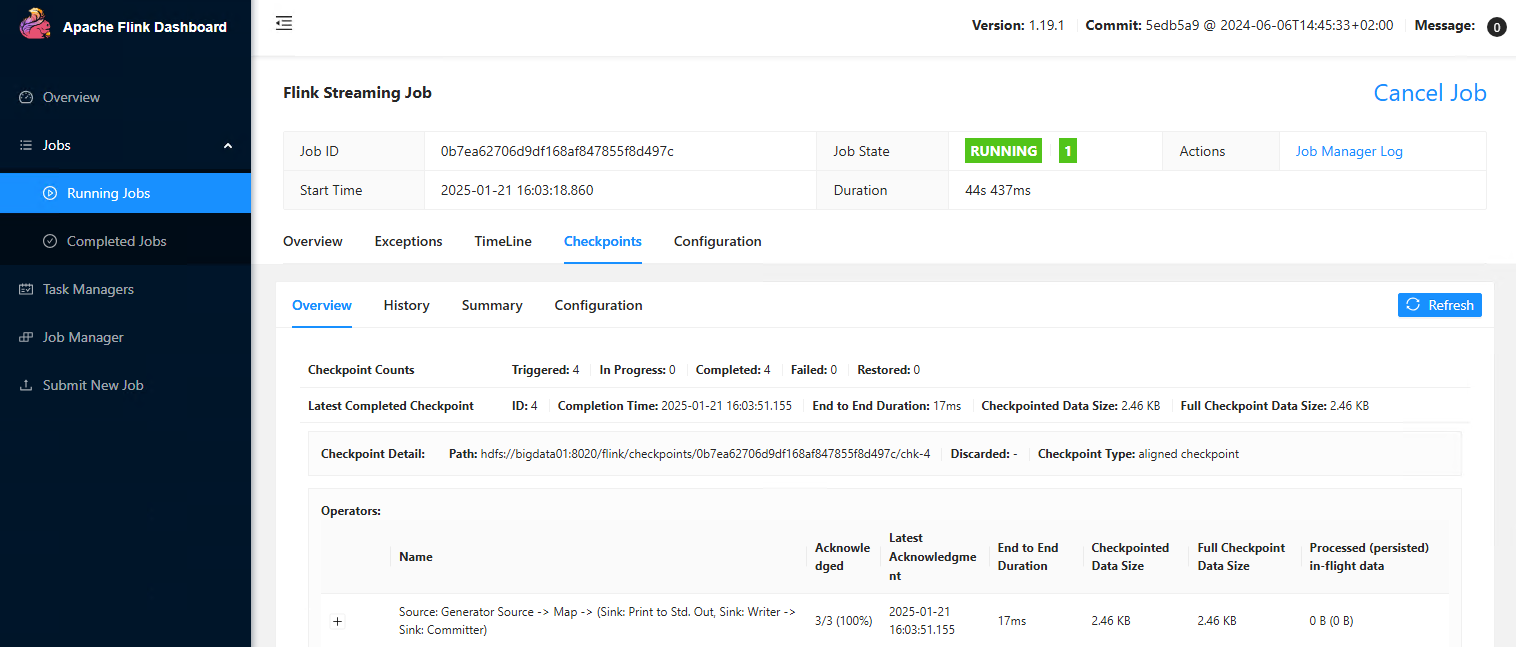 Apache Flink Dashboard
Version: 1.19.1 Commit: 5edb5a9 @ 2024-06-06T14:45:33+02:00 Message: 0
Overview
Jobs
Running Jobs
Completed Jobs
Task Managers
Job Manager
Submit New Job
Flink Streaming Job
Cancel Job
Job ID 0b7ea62706d9df168af847855f8d497c Job State RUNNING 1 Actions Job Manager Log
Start Time 2025-01-21 16:03:18.860 Duration 44s 437ms
Overview Exceptions TimeLine Checkpoints Configuration
Overview History Summary Configuration Refresh
Checkpoint Counts Triggered: 4 In Progress: 0 Completed: 4 Failed: 0 Restored: 0
Latest Completed Checkpoint ID: 4 Completion Time: 2025-01-21 16:03:51.155 End to End Duration: 17ms Checkpointed Data Size: 2.46 KB Full Checkpoint Data Size: 2.46 KB
Checkpoint Detail: Path: hdfs://bigdata01:8020/flink/checkpoints/0b7ea62706d9df168af847855f8d497c/chk-4 Discarded: - Checkpoint Type: aligned checkpoint
Operators:
Name
Acknowle
dged
Latest
Acknowledgme
nt
End to End
Duration
Checkpointed
Data Size
Full Checkpoint
Data Size
Processed (persisted)
in-flight data
+
Source: Generator Source -> Map -> (Sink: Print to Std. Out, Sink: Writer ->
Sink: Committer)
3/3 (100%)
2025-01-21
16:03:51.155
17ms
2.46 KB
2.46 KB
0 B (0 B)